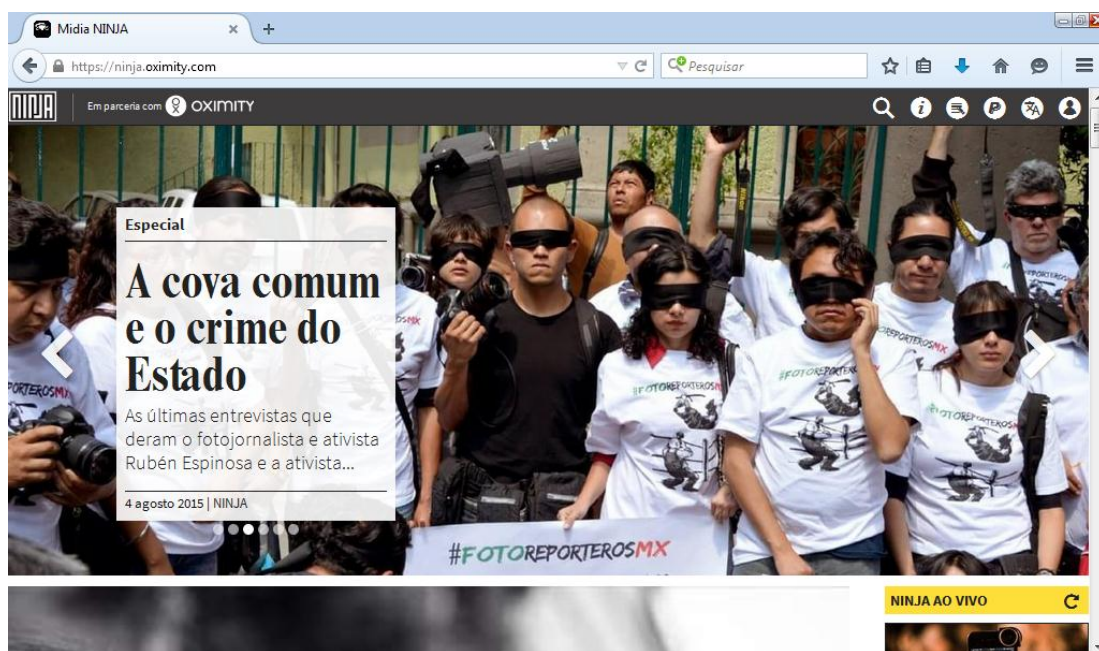 Midia NINJA
https://ninja.oximity.com
Pesquisar
NINJA
Em parceria com OXIMITY
Especial
A cova comum
e o crime do
Estado
As últimas entrevistas que
deram o fotojornalista e ativista
Rubén Espinosa e a ativista...
4 agosto 2015 | NINJA
#FOTOREPORTEROSMX
NINJA AO VIVO